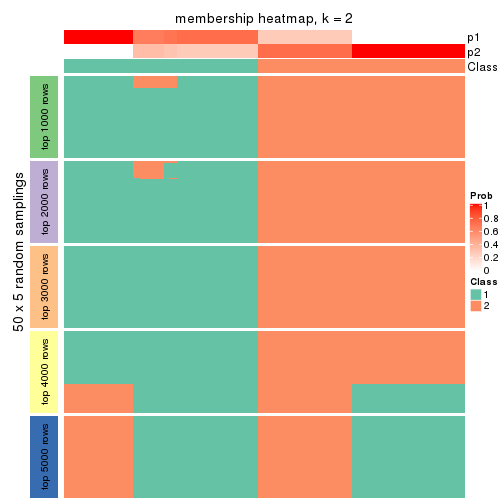 membership heatmap, k = 2
p1
p2
Class
50 x 5 random samplings
top 1000 rows
top 2000 rows
top 3000 rows
top 4000 rows
top 5000 rows
Prob
1
0.8
0.6
0.4
0.2
0
Class
1
2